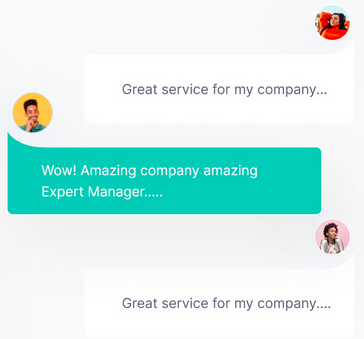 Great service for my company...
Wow! Amazing company amazing
Expert Manager.....
Great service for my company....